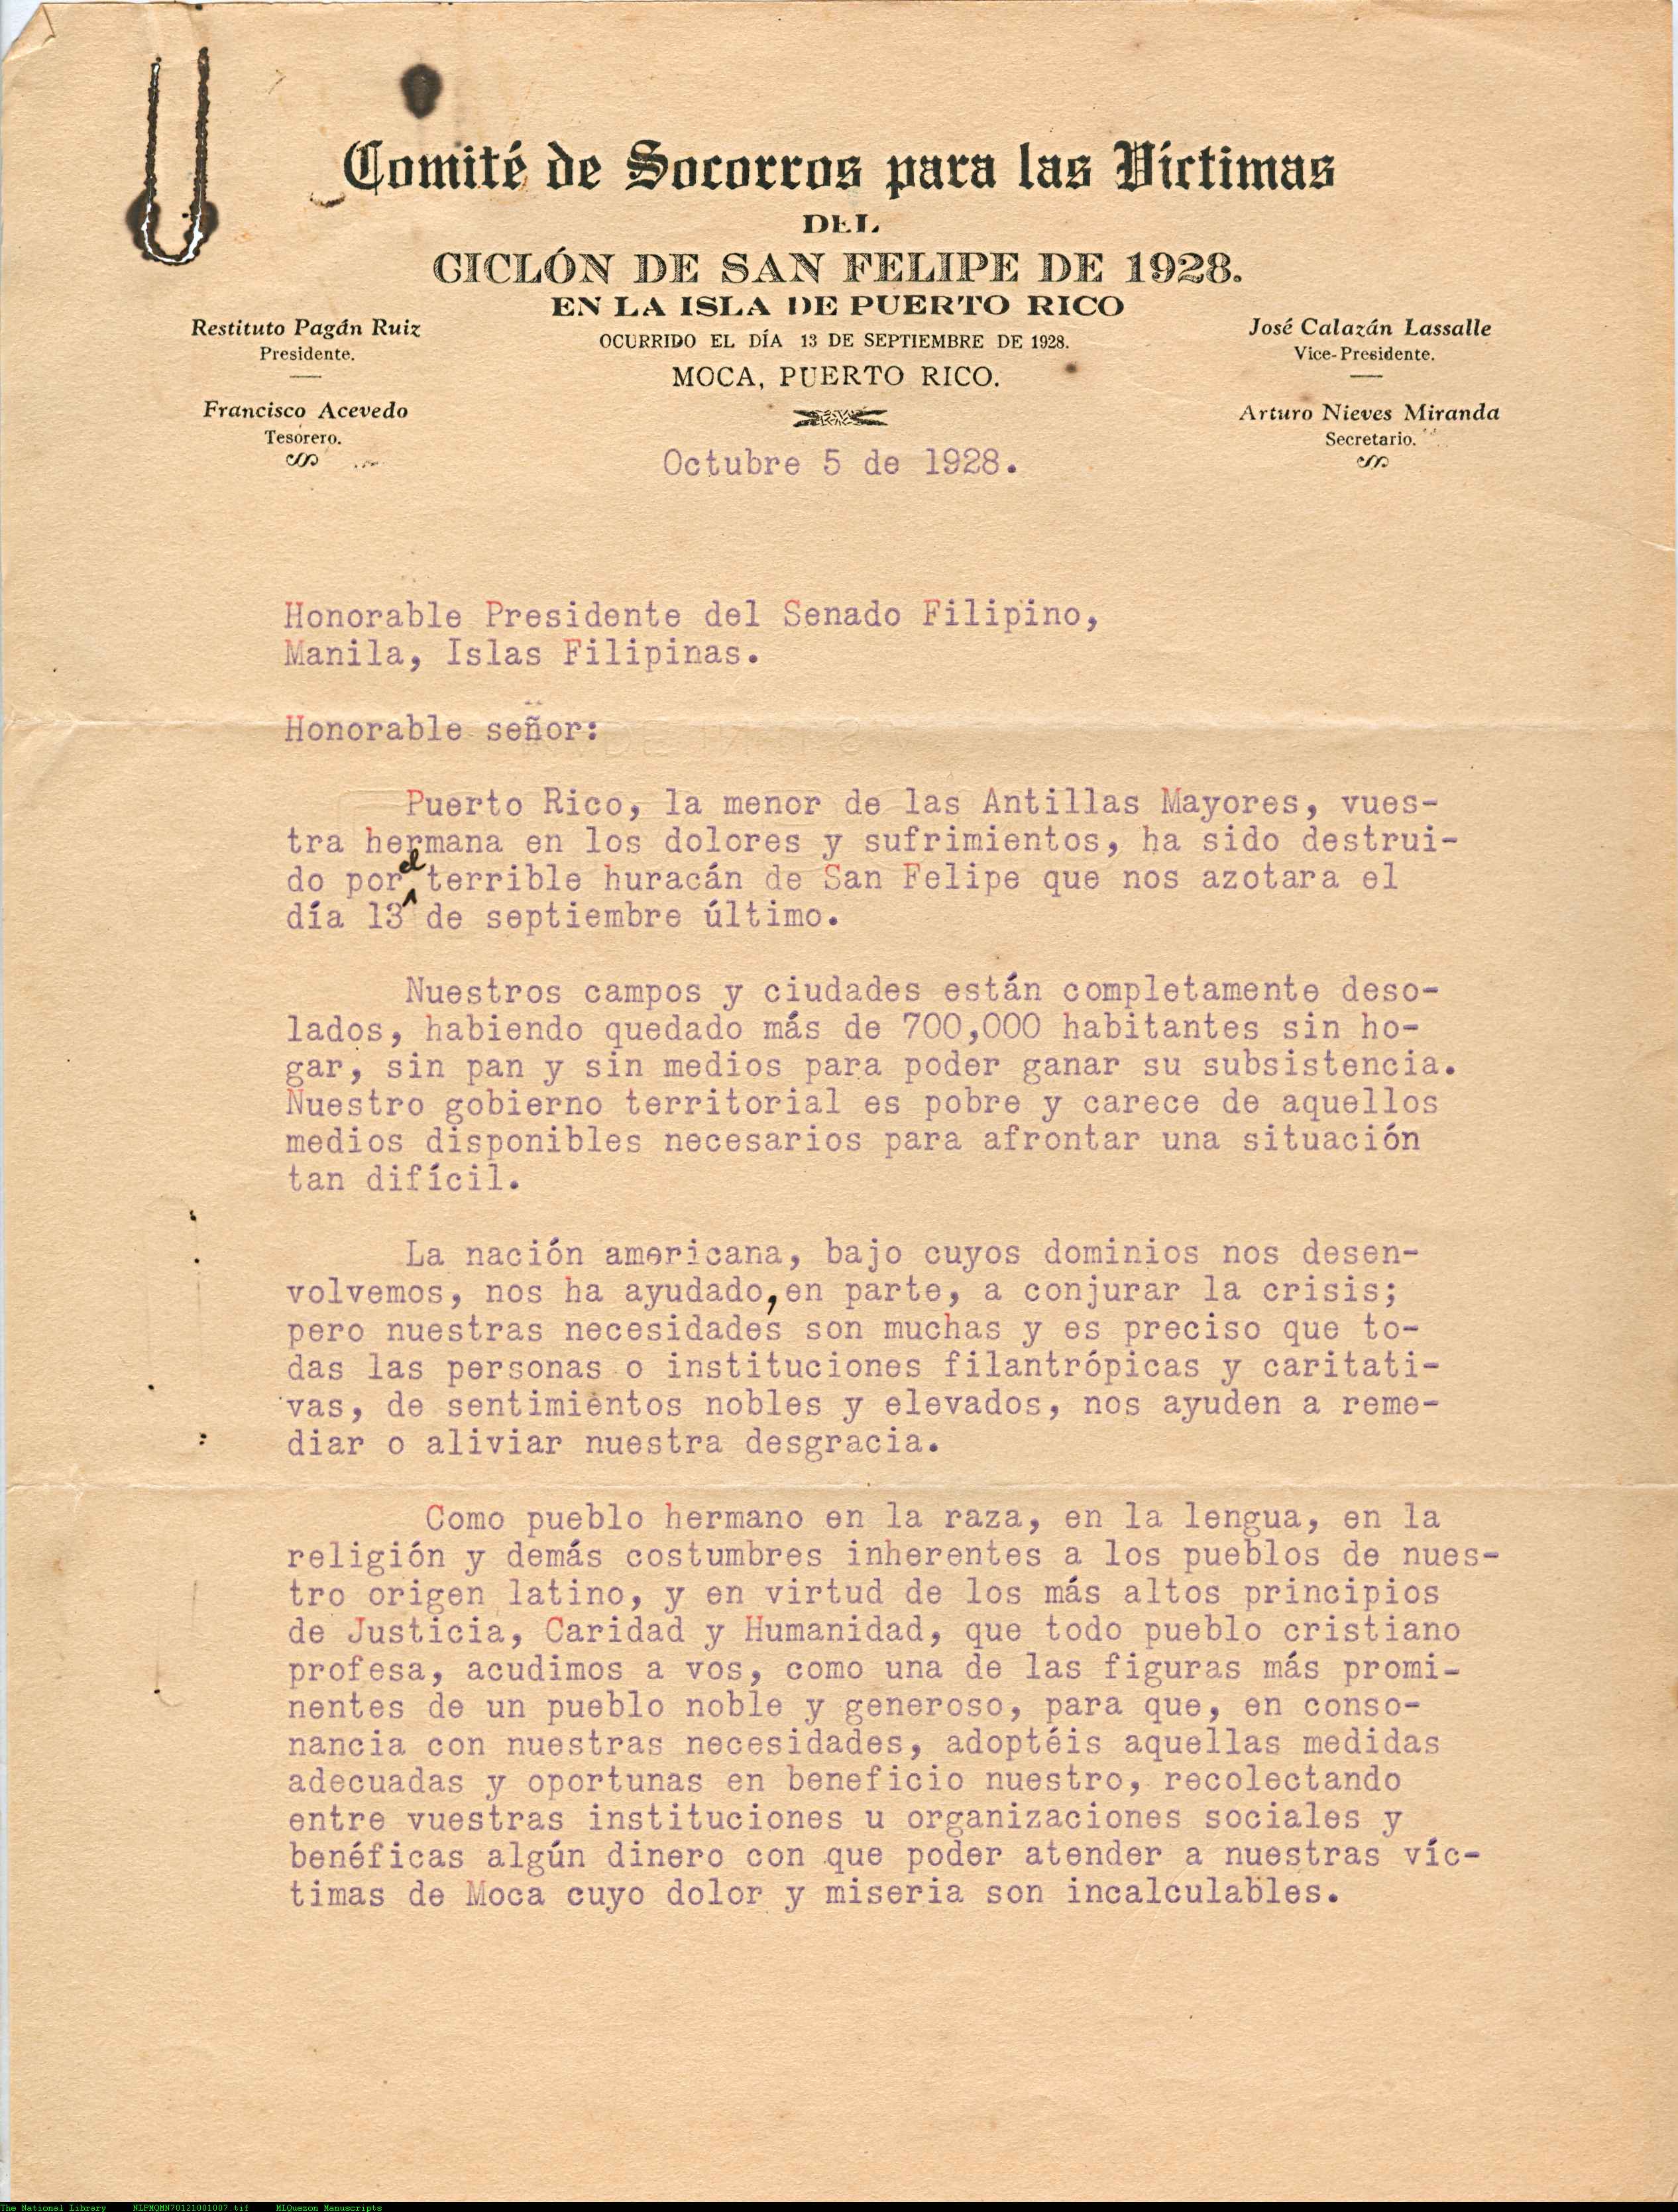 Comité de Socorros para las Víctimas
DEL
CICLÓN DE SAN FELIPE DE 1928.
EN LA ISLA DE PUERTO RICO
OCURRIDO EL DÍA 13 DE SEPTIEMBRE DE 1928.
MOCA, PUERTO RICO.
Restituto Pagán Ruiz
Presidente.
Francisco Acevedo
Tesorero.
José Calazán Lassalle
Vice-Presidente.
Arturo Nieves Miranda
Secretario.
Octubre 5 de 1928.
Honorable Presidente del Senado Filipino,
Manila, Islas Filipinas.
Honorable señor:
Puerto Rico, la menor de las Antillas Mayores, vues-
tra hermana en los dolores y sufrimientos, ha sido destrui-
do por el terrible huracán de San Felipe que nos azotara el
día 13 de septiembre último.
Nuestros campos y ciudades están completamente deso-
lados, habiendo quedado más de 700,000 habitantes sin ho-
gar, sin pan y sin medios para poder ganar su subsistencia.
Nuestro gobierno territorial es pobre y carece de aquellos
medios disponibles necesarios para afrontar una situación
tan difícil.
La nación americana, bajo cuyos dominios nos desen-
volvemos, nos ha ayudado, en parte, a conjurar la crisis;
pero nuestras necesidades son muchas y es preciso que to-
das las personas o instituciones filantrópicas y caritati-
vas, de sentimientos nobles y elevados, nos ayuden a reme-
diar o aliviar nuestra desgracia.
Como pueblo hermano en la raza, en la lengua, en la
religión y demás costumbres inherentes a los pueblos de nues-
tro origen latino, y en virtud de los más altos principios
de Justicia, Caridad y Humanidad, que todo pueblo cristiano
profesa, acudimos a vos, como una de las figuras más promi-
nentes de un pueblo noble y generoso, para que, en conso-
nancia con nuestras necesidades, adoptéis aquellas medidas
adecuadas y oportunas en beneficio nuestro, recolectando
entre vuestras instituciones u organizaciones sociales y
benéficas algún dinero con que poder atender a nuestras víc-
timas de Moca cuyo dolor y miseria son incalculables.
The National Library NLPMQMN70121001007.tif MLQuezon Manuscripts